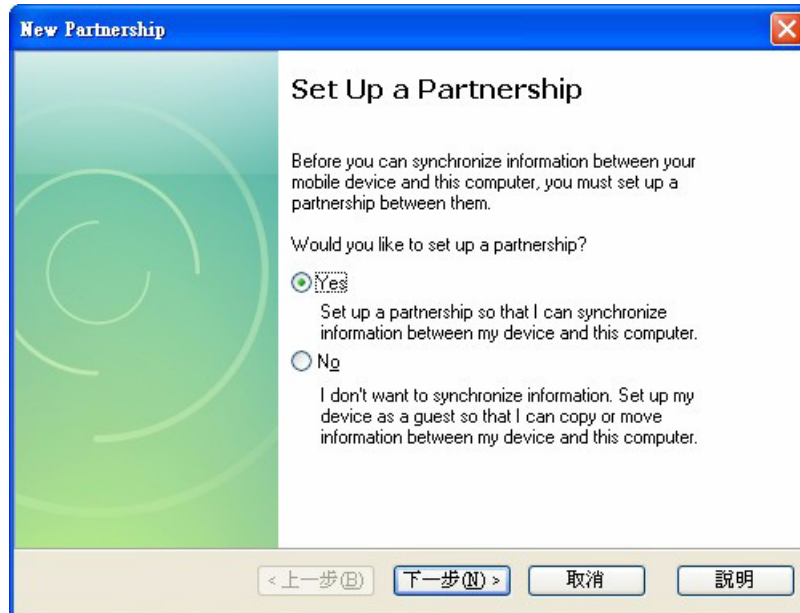 New Partnership
Set Up a Partnership
Before you can synchronize information between your
mobile device and this computer, you must set up a
partnership between them.
Would you like to set up a partnership?
Yes
Set up a partnership so that I can synchronize
information between my device and this computer.
No
I don't want to synchronize information. Set up my
device as a guest so that I can copy or move
information between my device and this computer.
<上一步(B) 下一步(N) > 取消 說明